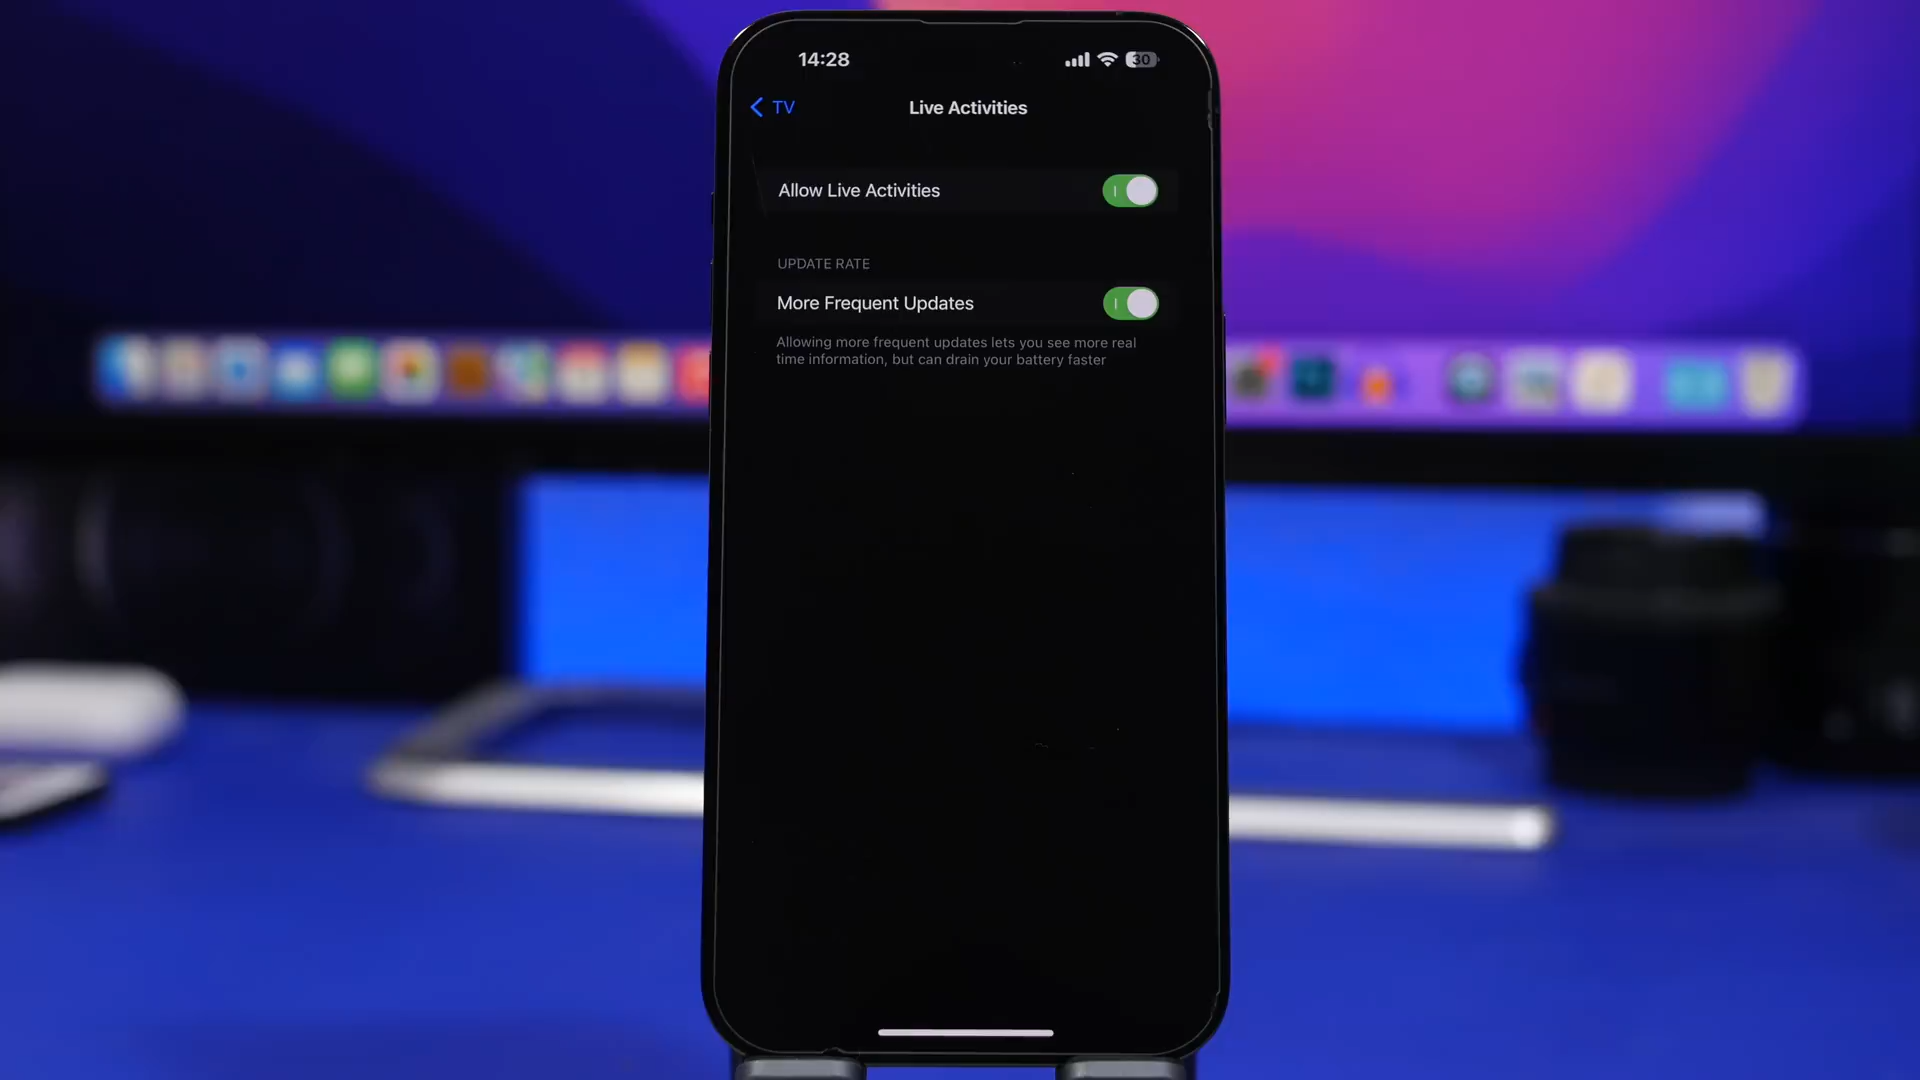 14:28
30
TV
Live Activities
Allow Live Activities
UPDATE RATE
More Frequent Updates
Allowing more frequent updates lets you see more real
time information, but can drain your battery faster